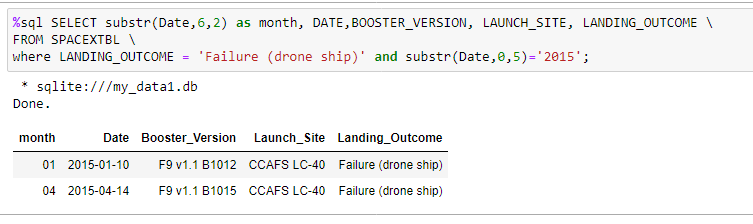 %sql SELECT substr(Date,6,2) as month, DATE,BOOSTER_VERSION, LAUNCH_SITE, LANDING_OUTCOME \
FROM SPACEXTBL \
where LANDING_OUTCOME = 'Failure (drone ship)' and substr(Date,0,5)='2015';
* sqlite:///my_data1.db
Done.
month Date Booster_Version Launch_Site Landing_Outcome
01 2015-01-10 F9 v1.1 B1012 CCAFS LC-40 Failure (drone ship)
04 2015-04-14 F9 v1.1 B1015 CCAFS LC-40 Failure (drone ship)